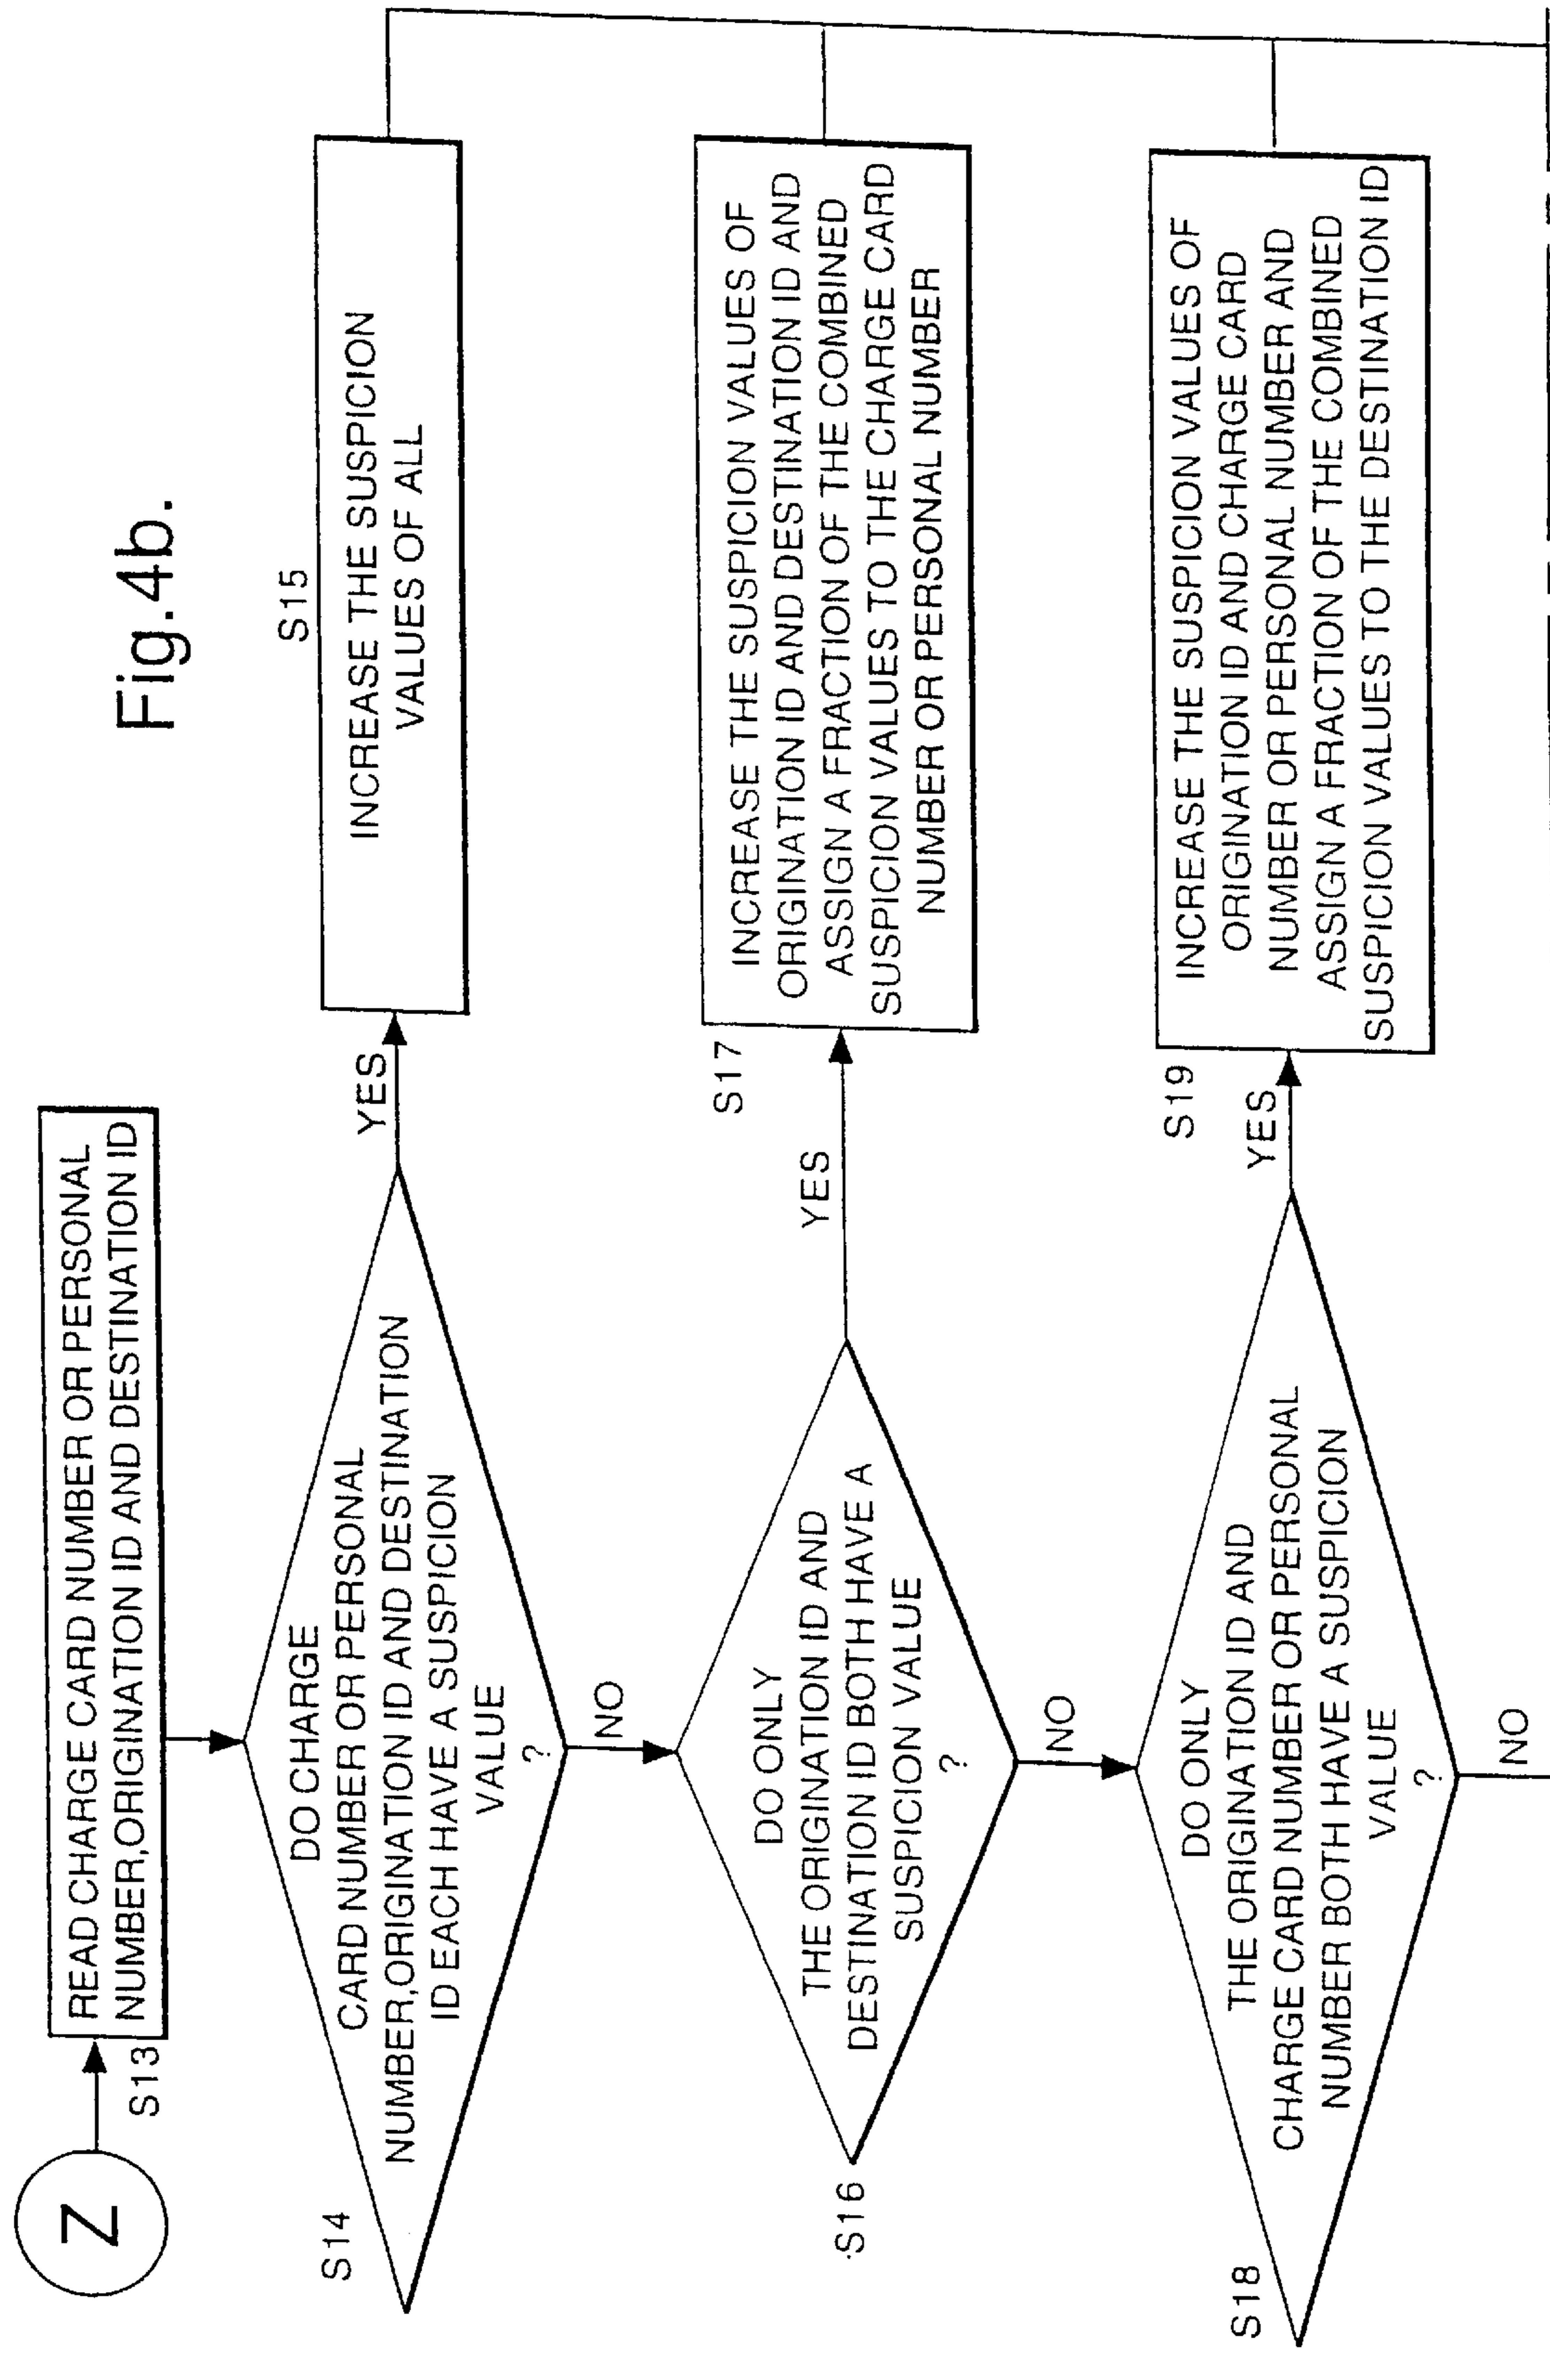 Fig.4b.
Z
S13
READ CHARGE CARD NUMBER OR PERSONAL
NUMBER,ORIGINATION ID AND DESTINATION ID
S14
DO CHARGE
CARD NUMBER OR PERSONAL
NUMBER,ORIGINATION ID AND DESTINATION
ID EACH HAVE A SUSPICION
VALUE
?
YES
S15
INCREASE THE SUSPICION
VALUES OF ALL
NO
S16
DO ONLY
THE ORIGINATION ID AND
DESTINATION ID BOTH HAVE A
SUSPICION VALUE
?
YES
S17
INCREASE THE SUSPICION VALUES OF
ORIGINATION ID AND DESTINATION ID AND
ASSIGN A FRACTION OF THE COMBINED
SUSPICION VALUES TO THE CHARGE CARD
NUMBER OR PERSONAL NUMBER
NO
S18
DO ONLY
THE ORIGINATION ID AND
CHARGE CARD NUMBER OR PERSONAL
NUMBER BOTH HAVE A SUSPICION
VALUE
?
YES
S19
INCREASE THE SUSPICION VALUES OF
ORIGINATION ID AND CHARGE CARD
NUMBER OR PERSONAL NUMBER AND
ASSIGN A FRACTION OF THE COMBINED
SUSPICION VALUES TO THE DESTINATION ID
NO